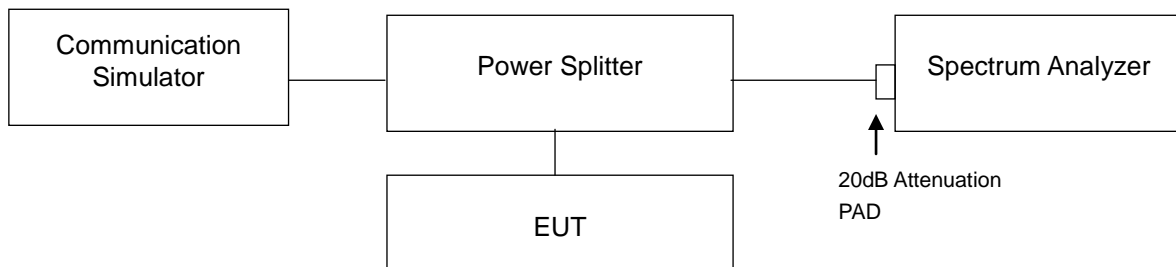 Communication
Simulator
Power Splitter
Spectrum Analyzer
20dB Attenuation
PAD
EUT